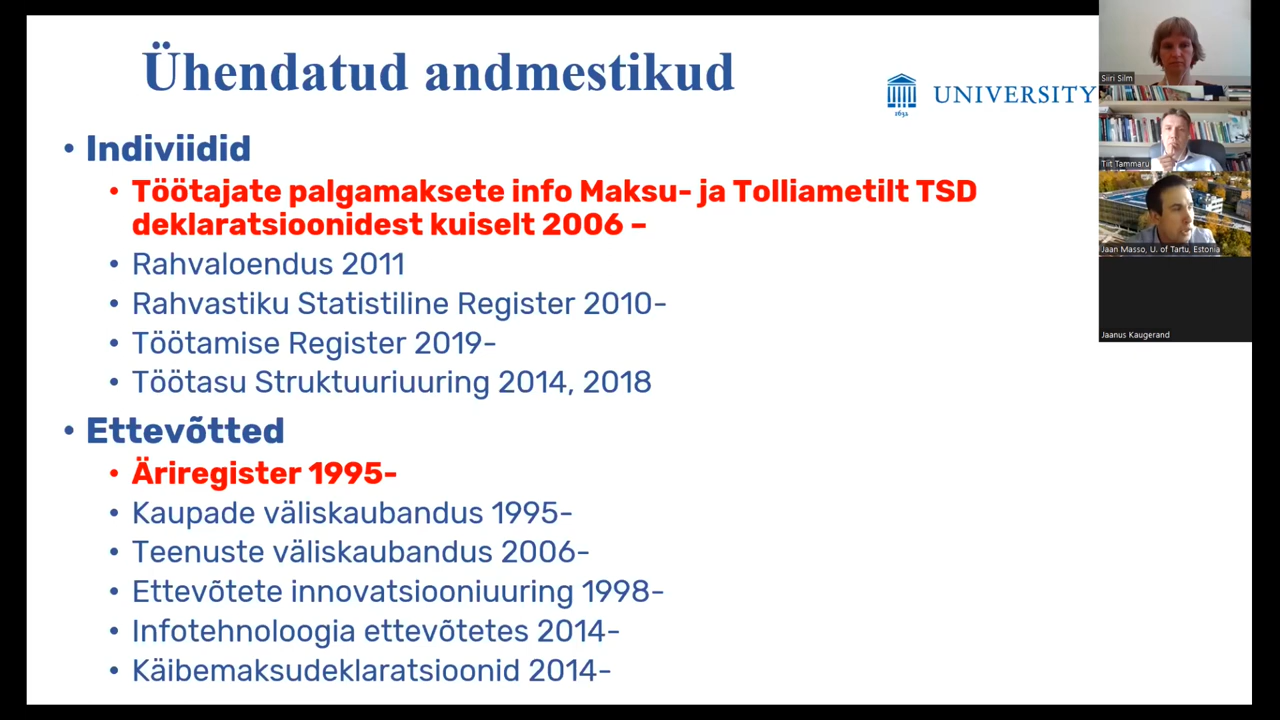 Ühendatud andmestikud
1632
UNIVERSITY
• Indiviidid
• Töötajate palgamaksete info Maksu- ja Tolliametilt TSD
deklaratsioonidest kuiselt 2006 –
• Rahvaloendus 2011
• Rahvastiku Statistiline Register 2010-
• Töötamise Register 2019-
• Töötasu Struktuuriuuring 2014, 2018
• Ettevõtted
• Äriregister 1995-
• Kaupade väliskaubandus 1995-
• Teenuste väliskaubandus 2006-
• Ettevõtete innovatsiooniuuring 1998-
• Infotehnoloogia ettevõtetes 2014-
• Käibemaksudeklaratsioonid 2014-
Siiri Silm
Tiit Tammaru
Jaan Masso, U. of Tartu, Estonia
Jaanus Kaugerand